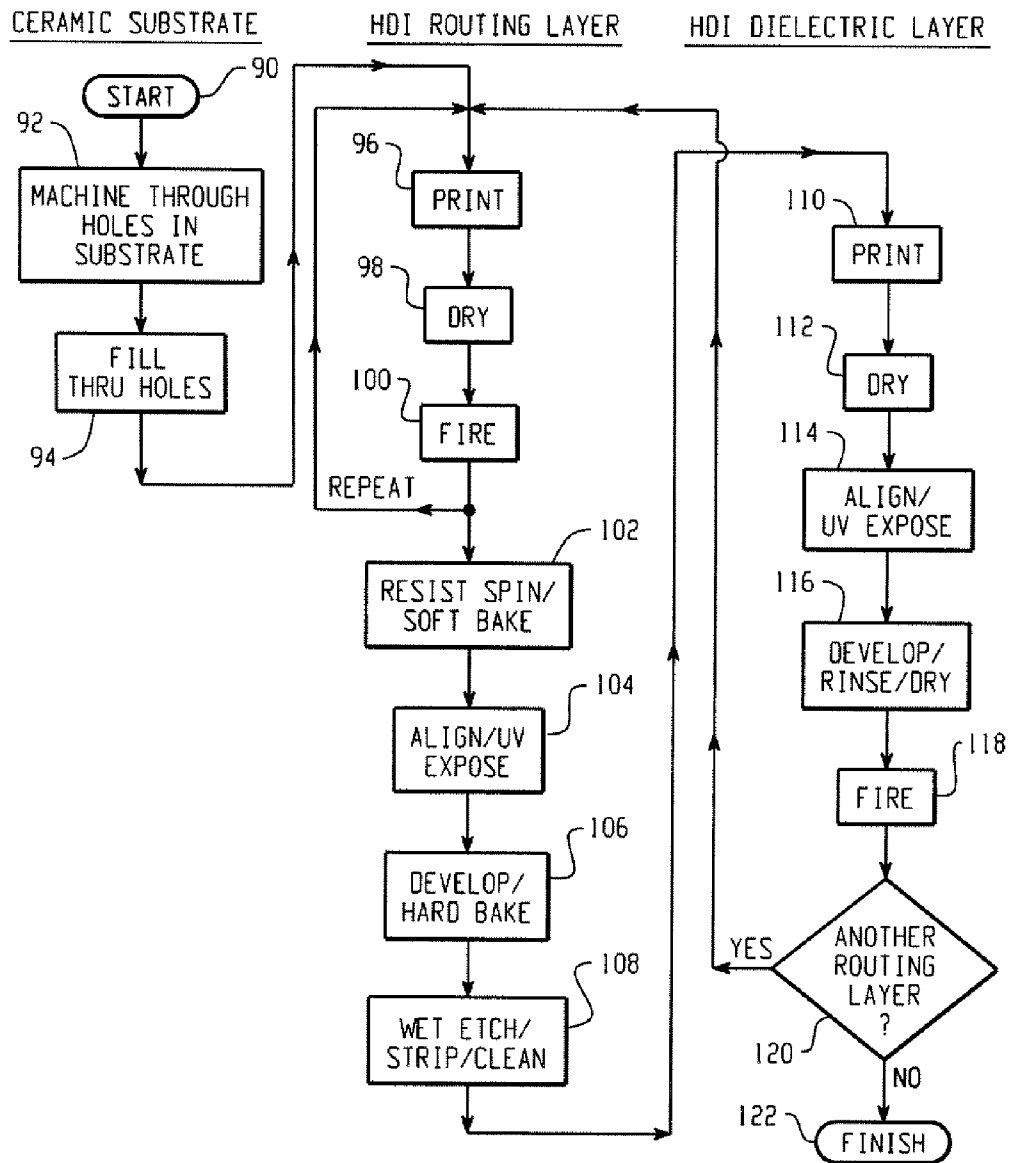 CERAMIC SUBSTRATE
START
90
92
MACHINE THROUGH
HOLES IN
SUBSTRATE
FILL
THRU HOLES
94
HDI ROUTING LAYER
96
PRINT
98
DRY
100
FIRE
REPEAT
102
RESIST SPIN/
SOFT BAKE
104
ALIGN/UV
EXPOSE
106
DEVELOP/
HARD BAKE
108
WET ETCH/
STRIP/CLEAN
HDI DIELECTRIC LAYER
110
PRINT
112
DRY
114
ALIGN/
UV EXPOSE
116
DEVELOP/
RINSE/DRY
118
FIRE
YES
ANOTHER
ROUTING
LAYER
?
120
NO
122
FINISH